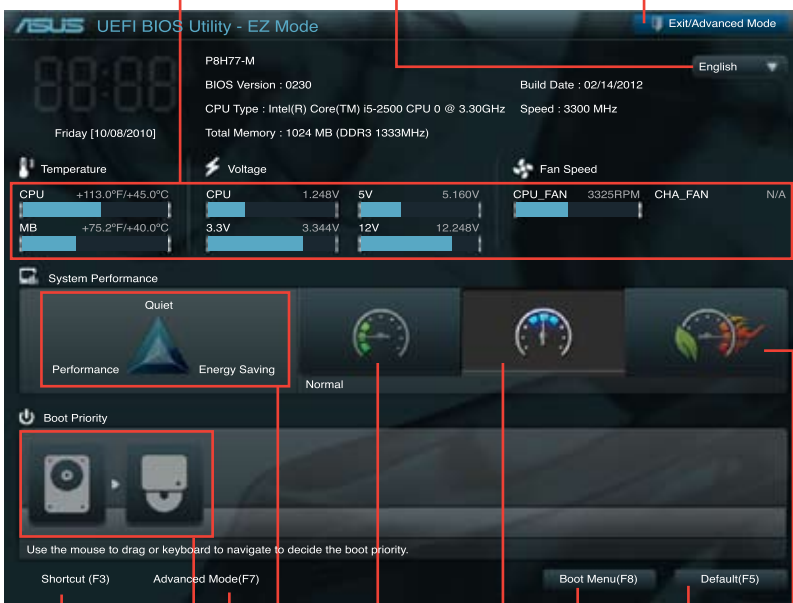 ASUS UEFI BIOS Utility - EZ Mode
Exit/Advanced Mode
P8H77-M
English
BIOS Version : 0230
Build Date : 02/14/2012
CPU Type : Intel(R) Core(TM) i5-2500 CPU 0 @ 3.30GHz
Speed : 3300 MHz
Friday [10/08/2010]
Total Memory : 1024 MB (DDR3 1333MHz)
Temperature
Voltage
Fan Speed
CPU +113.0ºF/+45.0ºC
CPU 1.248V
5V 5.160V
CPU_FAN 3325RPM
CHA_FAN N/A
MB +75.2ºF/+40.0ºC
3.3V 3.344V
12V 12.248V
System Performance
Quiet
Performance
Energy Saving
Normal
Boot Priority
Use the mouse to drag or keyboard to navigate to decide the boot priority.
Shortcut (F3)
Advanced Mode(F7)
Boot Menu(F8)
Default(F5)